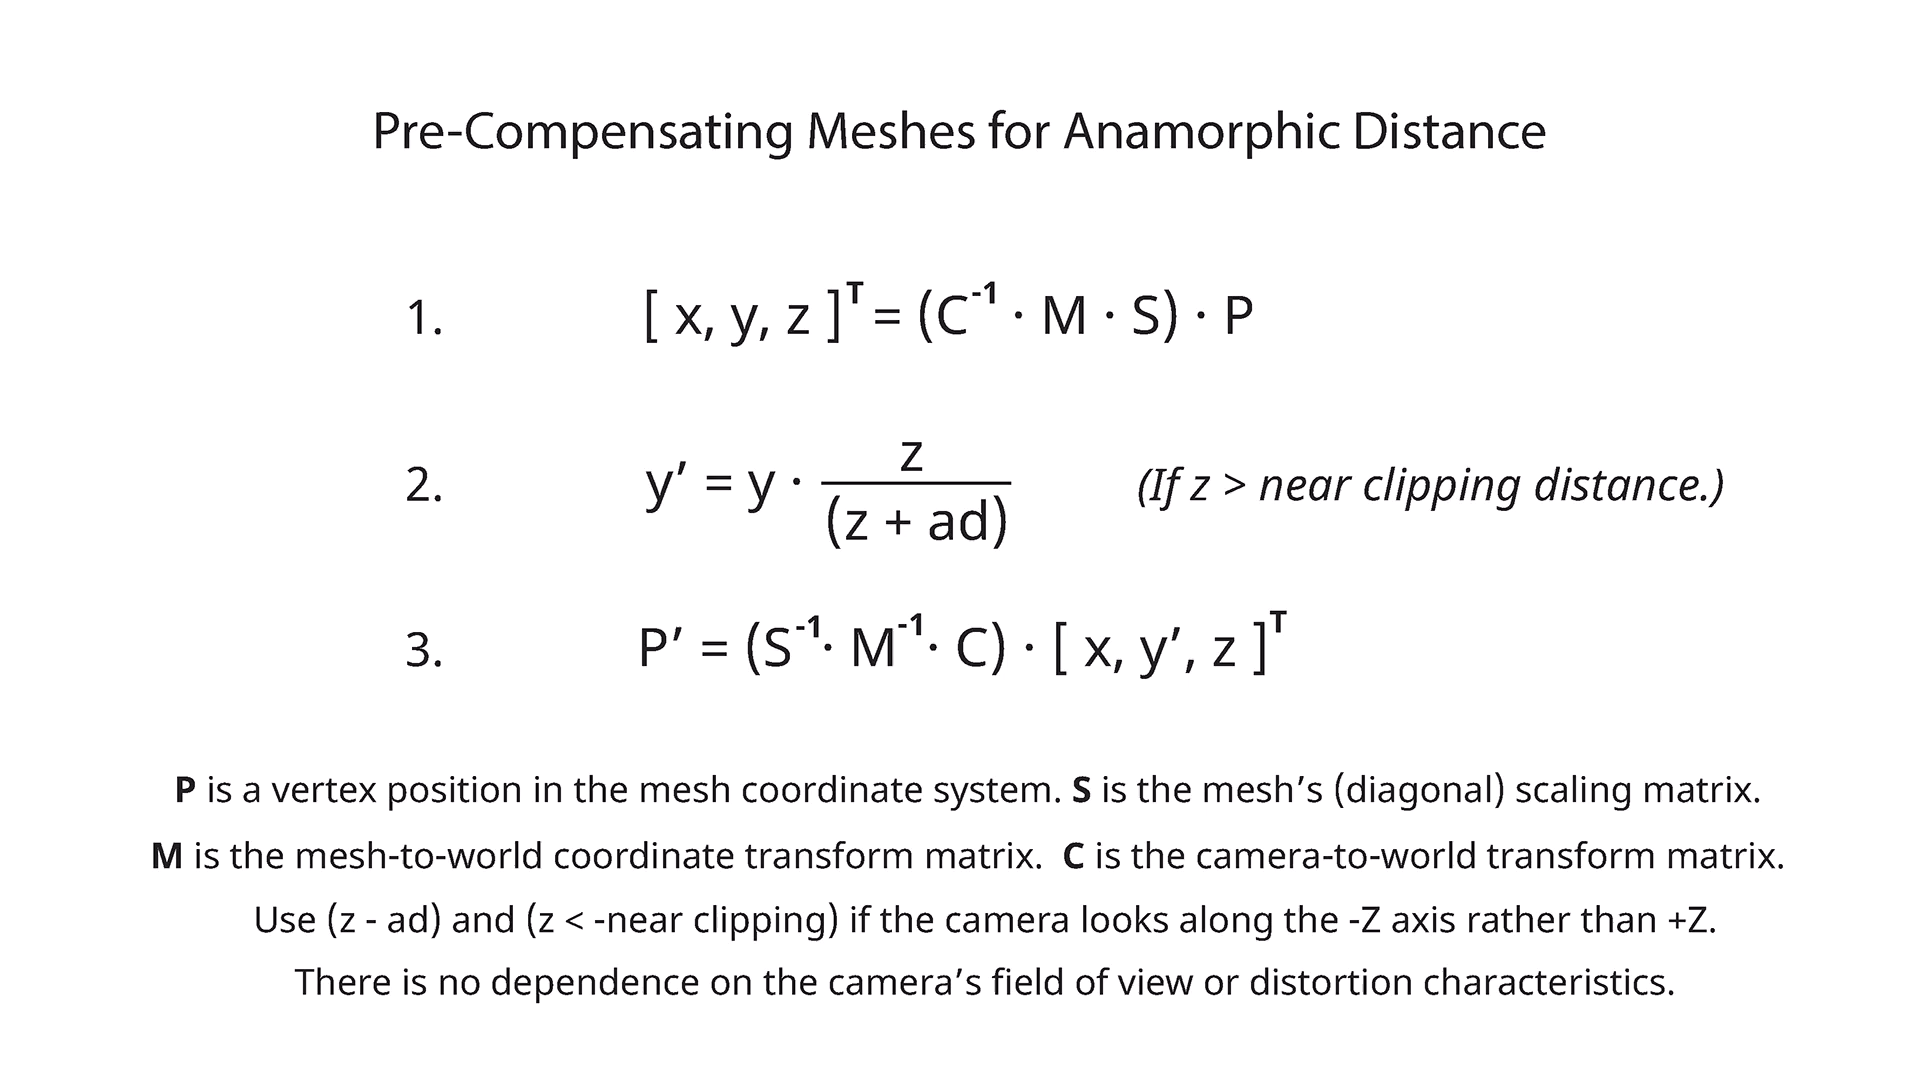 Pre-Compensating Meshes for Anamorphic Distance
1. [ x, y, z ]ᵀ = (C⁻¹ · M · S) · P
2. y’ = y · z / (z + ad) (If z > near clipping distance.)
3. P’ = (S⁻¹· M⁻¹· C) · [ x, y’, z ]ᵀ
P is a vertex position in the mesh coordinate system. S is the mesh’s (diagonal) scaling matrix.
M is the mesh-to-world coordinate transform matrix. C is the camera-to-world transform matrix.
Use (z - ad) and (z < -near clipping) if the camera looks along the -Z axis rather than +Z.
There is no dependence on the camera’s field of view or distortion characteristics.